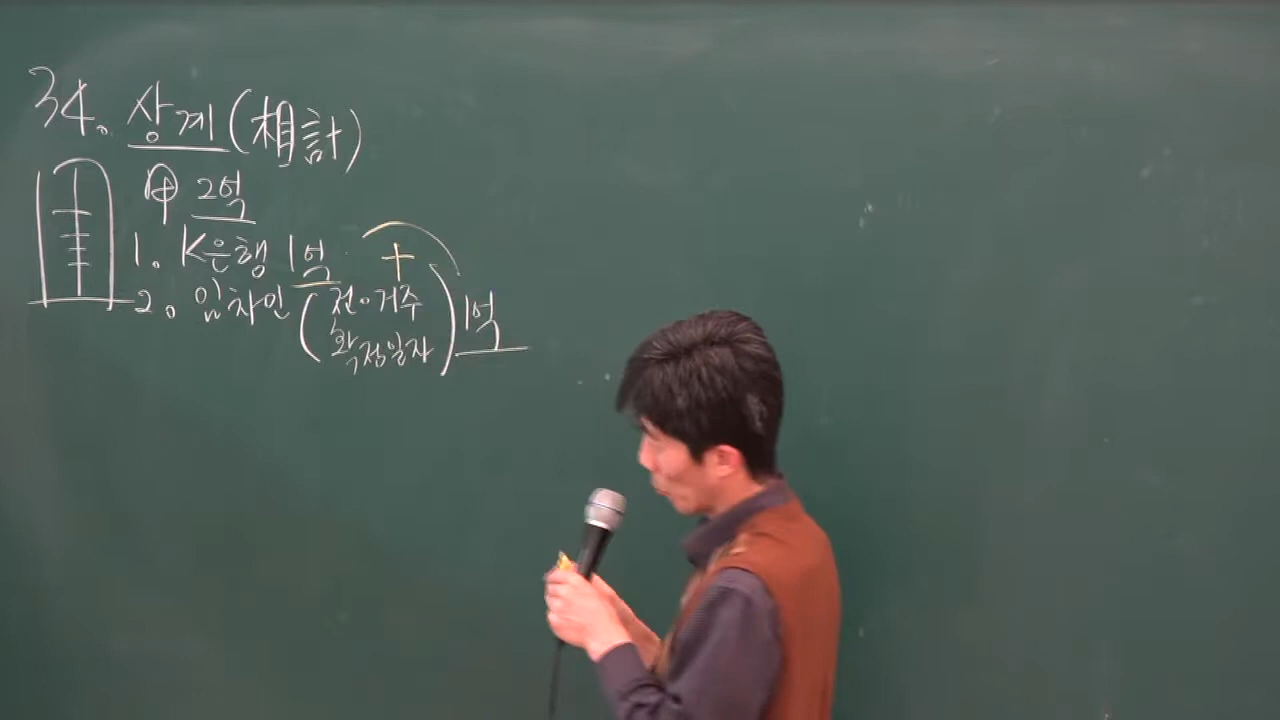 34. 상계(相計)
甲 2억
1. K은행 1억 +
2. 임차인 (전·거주
확정일자) 1억